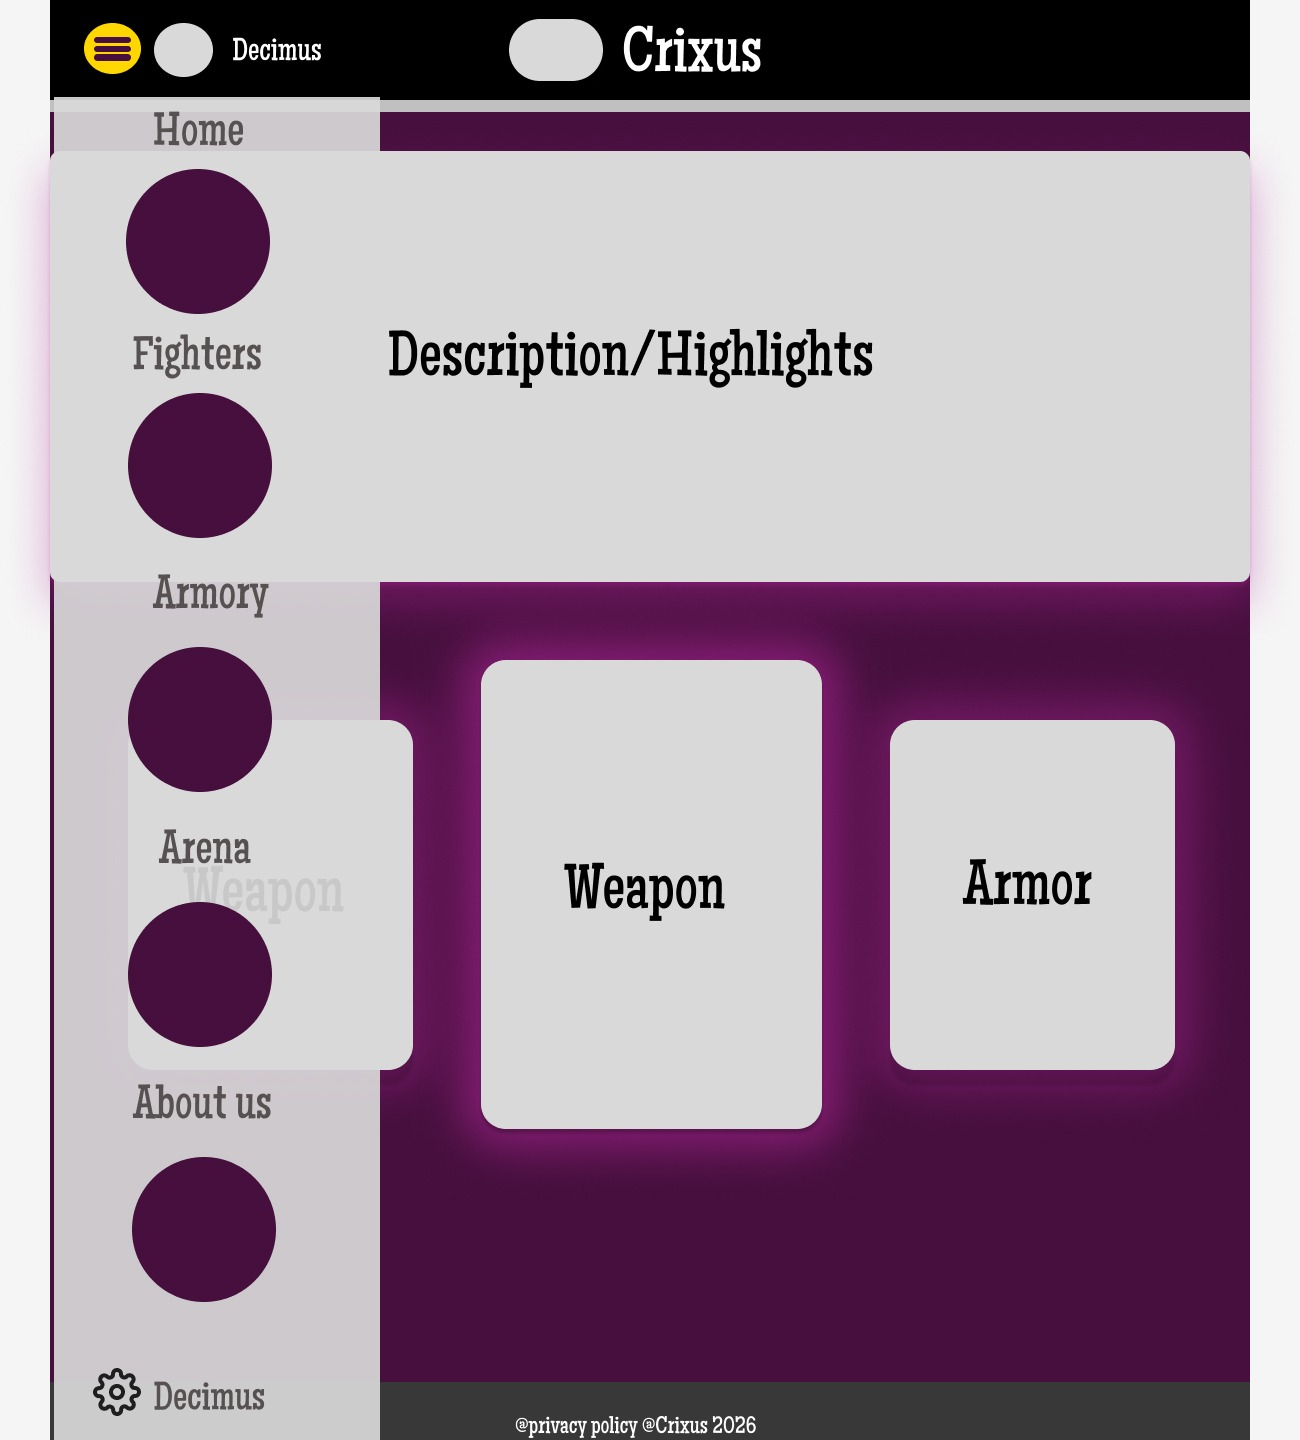 Decimus
Crixus
Home
Fighters
Description/Highlights
Armory
Arena
Weapon
Weapon
Armor
About us
Decimus
@privacy policy @Crixus 2026